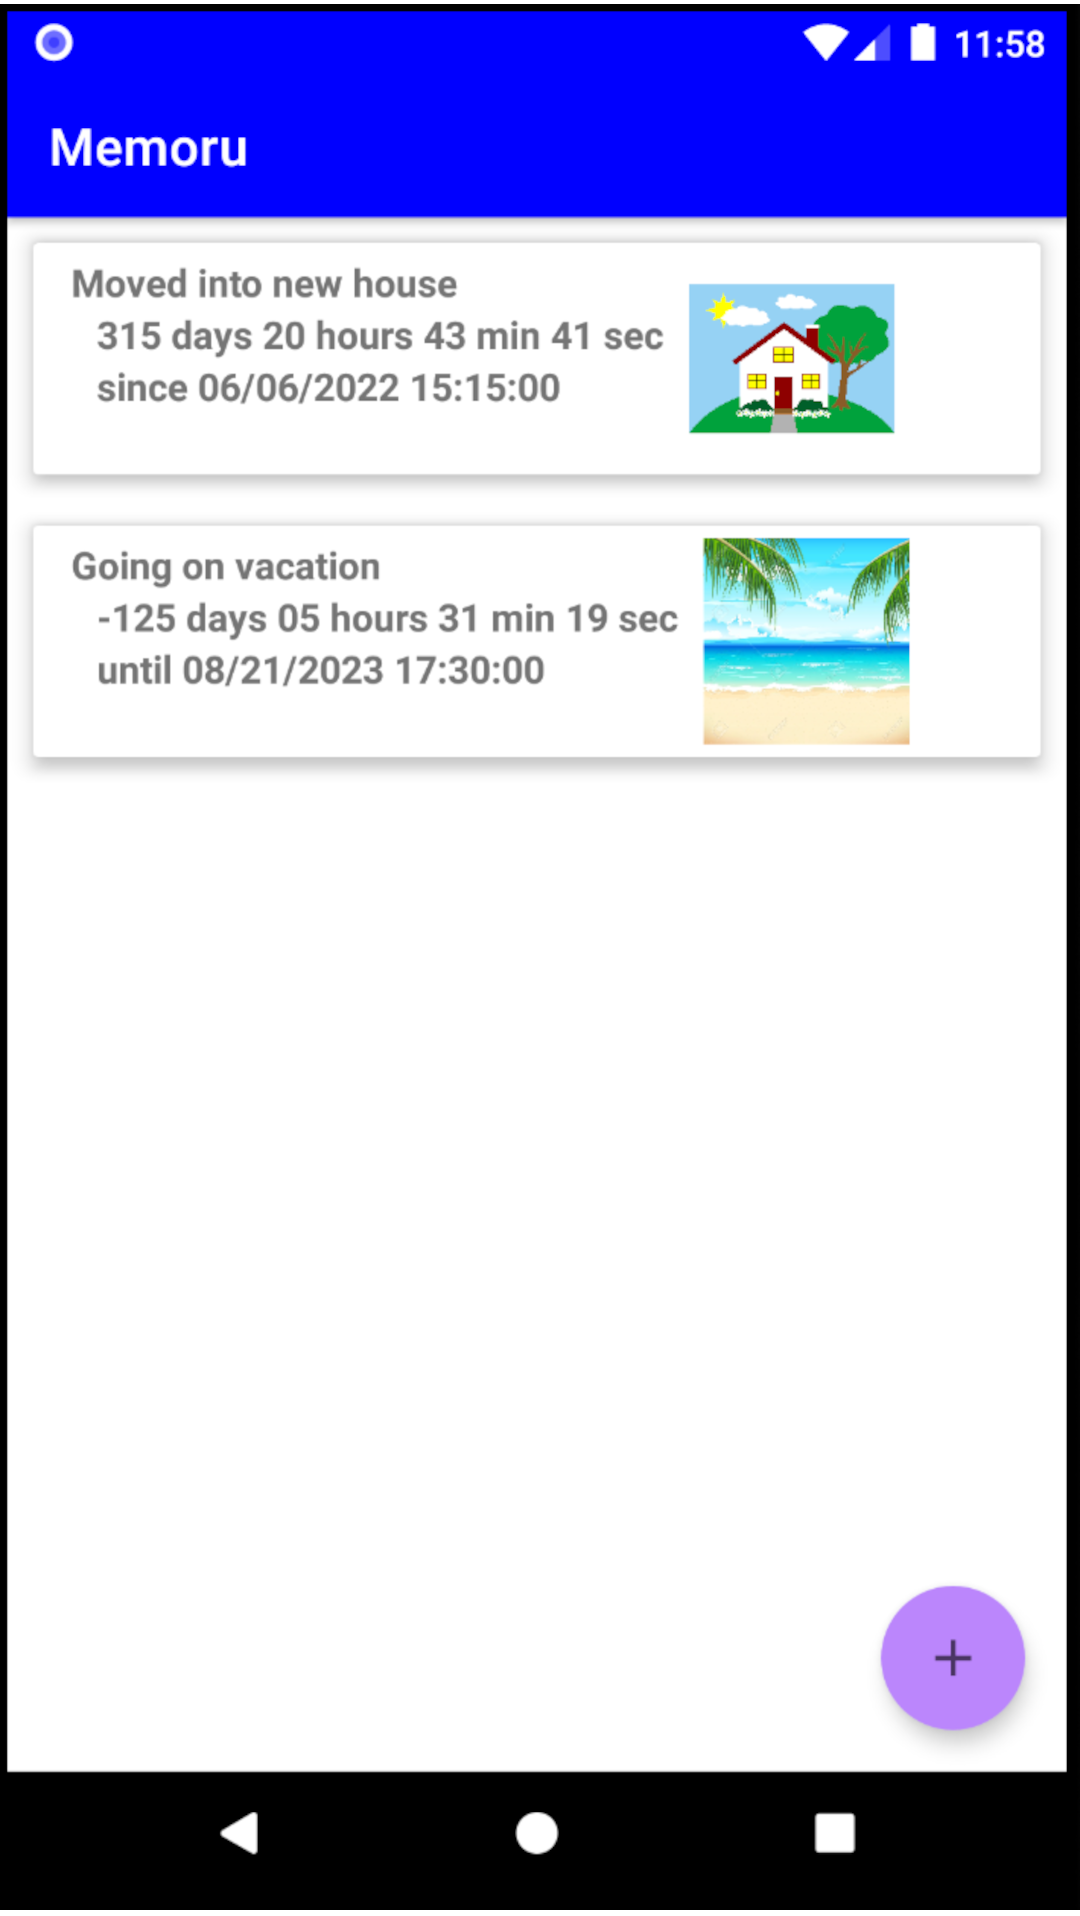 11:58
Memoru
Moved into new house
315 days 20 hours 43 min 41 sec
since 06/06/2022 15:15:00
Going on vacation
-125 days 05 hours 31 min 19 sec
until 08/21/2023 17:30:00
+